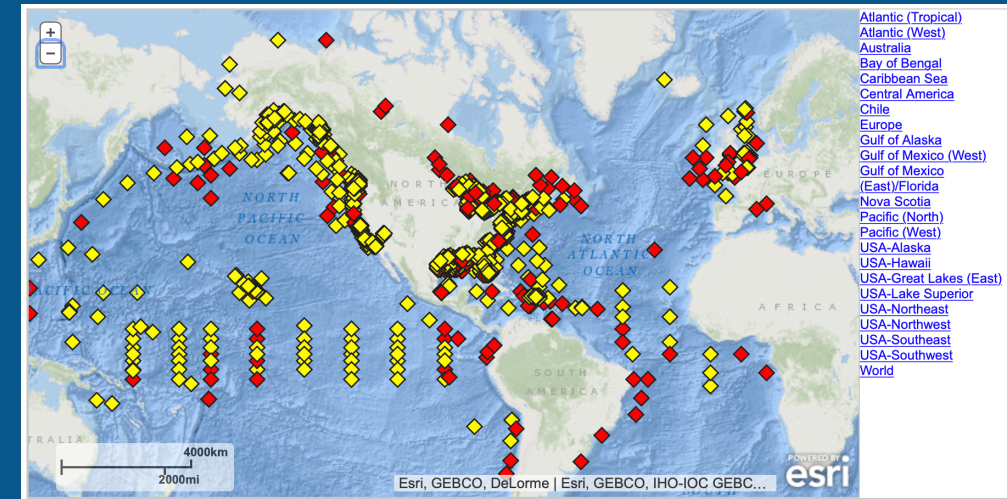 +
−
NORTH
PACIFIC
OCEAN
NORTH
AMERICA
NORTH
ATLANTIC
OCEAN
EUROPE
AFRICA
ACIFIC OCEAN
SOUTH
AMERICA
TRALIA
4000km
2000mi
SOUTH
Esri, GEBCO, DeLorme | Esri, GEBCO, IHO-IOC GEBC...
POWERED BY
esri
Atlantic (Tropical)
Atlantic (West)
Australia
Bay of Bengal
Caribbean Sea
Central America
Chile
Europe
Gulf of Alaska
Gulf of Mexico (West)
Gulf of Mexico
(East)/Florida
Nova Scotia
Pacific (North)
Pacific (West)
USA-Alaska
USA-Hawaii
USA-Great Lakes (East)
USA-Lake Superior
USA-Northeast
USA-Northwest
USA-Southeast
USA-Southwest
World